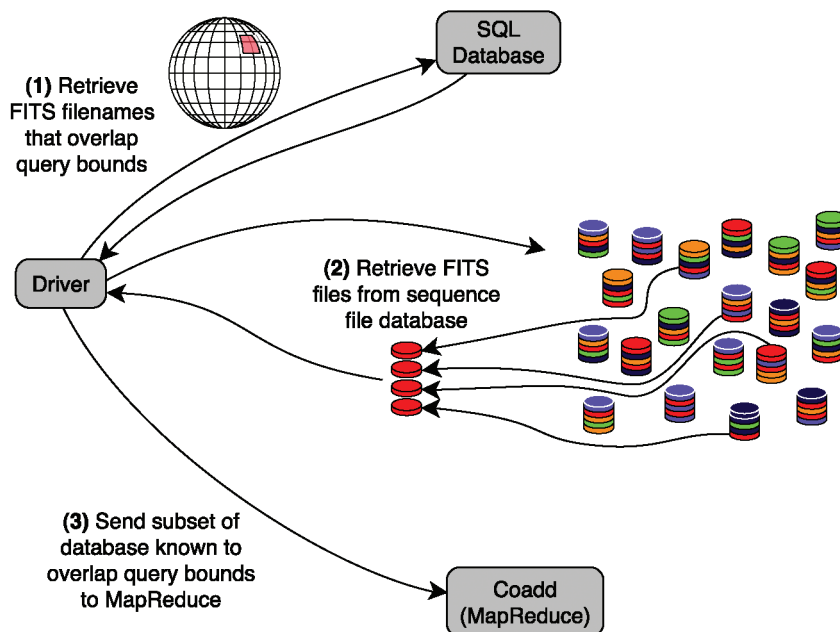 SQL
Database
(1) Retrieve
FITS filenames
that overlap
query bounds
Driver
(2) Retrieve FITS
files from sequence
file database
(3) Send subset of
database known to
overlap query bounds
to MapReduce
Coadd
(MapReduce)